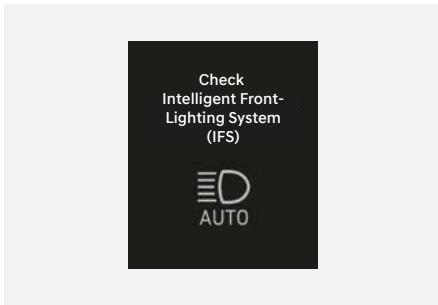 Check
Intelligent Front-
Lighting System
(IFS)
AUTO